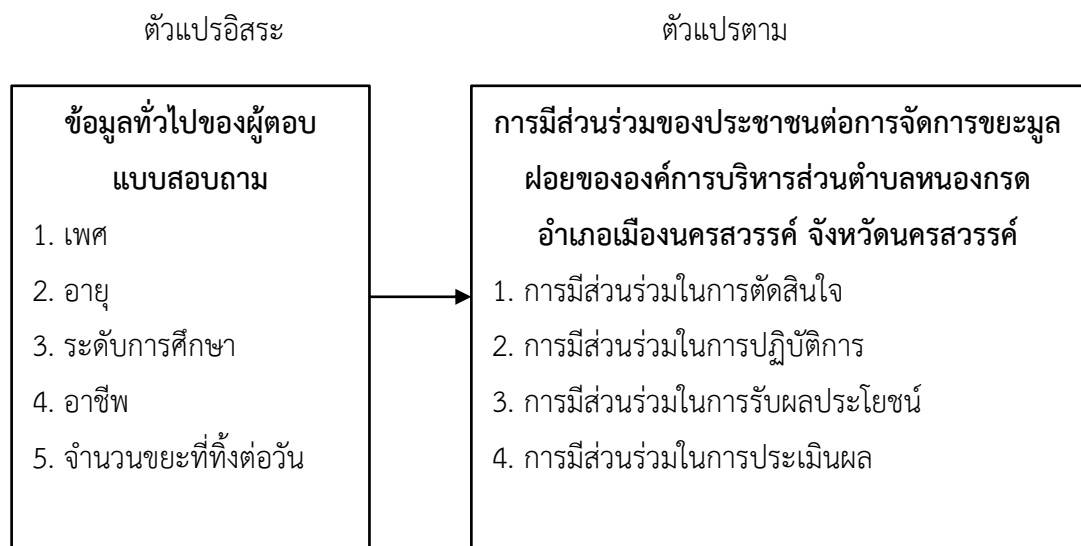 ตัวแปรอิสระ
ตัวแปรตาม
ข้อมูลทั่วไปของผู้ตอบ
แบบสอบถาม
1. เพศ
2. อายุ
3. ระดับการศึกษา
4. อาชีพ
5. จำนวนขยะที่ทิ้งต่อวัน
การมีส่วนร่วมของประชาชนต่อการจัดการขยะมูล
ฝอยขององค์การบริหารส่วนตำบลหนองกรด
อำเภอเมืองนครสวรรค์ จังหวัดนครสวรรค์
1. การมีส่วนร่วมในการตัดสินใจ
2. การมีส่วนร่วมในการปฏิบัติการ
3. การมีส่วนร่วมในการรับผลประโยชน์
4. การมีส่วนร่วมในการประเมินผล